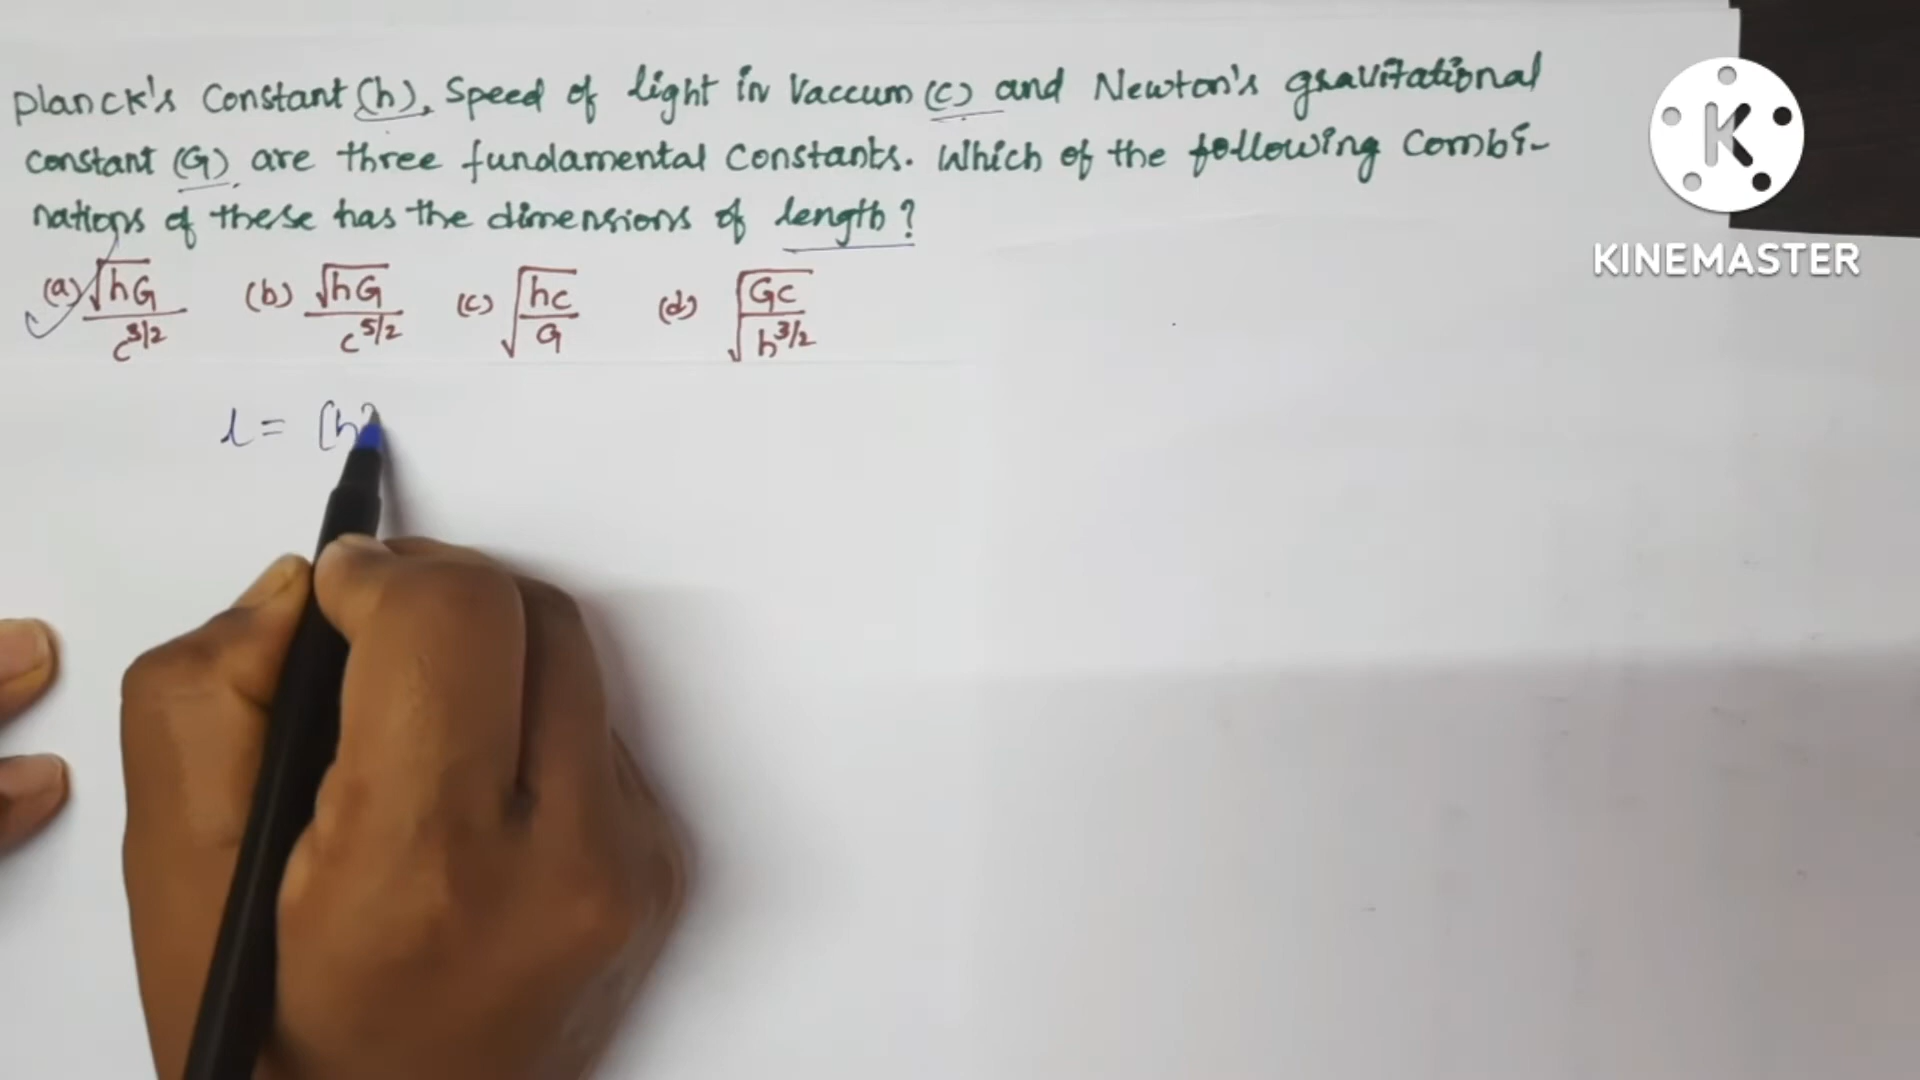 Planck's Constant (h), Speed of light in Vaccum (c) and Newton's gravitational
constant (G) are three fundamental Constants. Which of the following Combi-
nations of these has the dimensions of length?
(a) √hG / c^3/2 (b) √hG / c^5/2 (c) √hc / G (d) √Gc / h^3/2
l = [h]
K
KINEMASTER